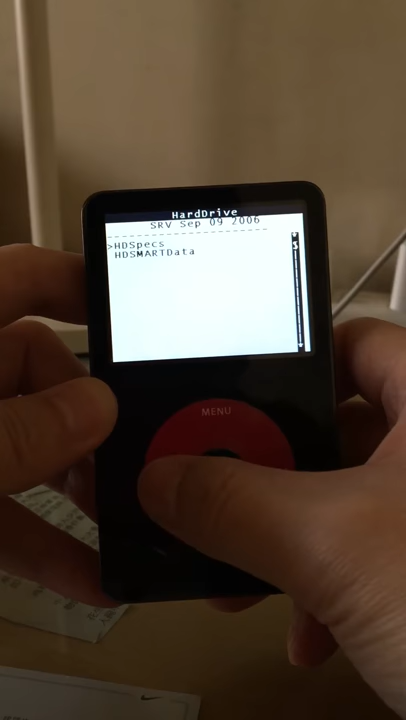 HardDrive
SRV Sep 09 2006
--------------------
>HDSpecs
HDSMARTData
MENU